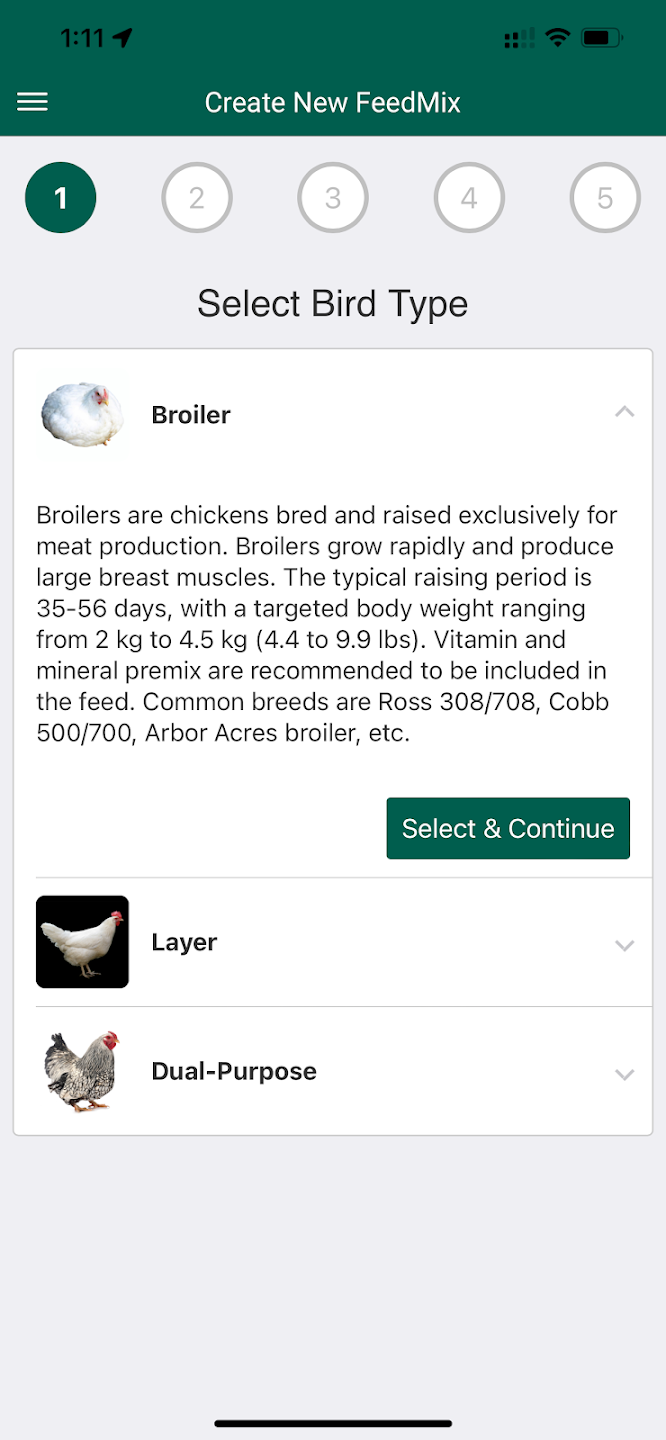 1:11
Create New FeedMix
1 2 3 4 5
Select Bird Type
Broiler
Broilers are chickens bred and raised exclusively for
meat production. Broilers grow rapidly and produce
large breast muscles. The typical raising period is
35-56 days, with a targeted body weight ranging
from 2 kg to 4.5 kg (4.4 to 9.9 lbs). Vitamin and
mineral premix are recommended to be included in
the feed. Common breeds are Ross 308/708, Cobb
500/700, Arbor Acres broiler, etc.
Select & Continue
Layer
Dual-Purpose